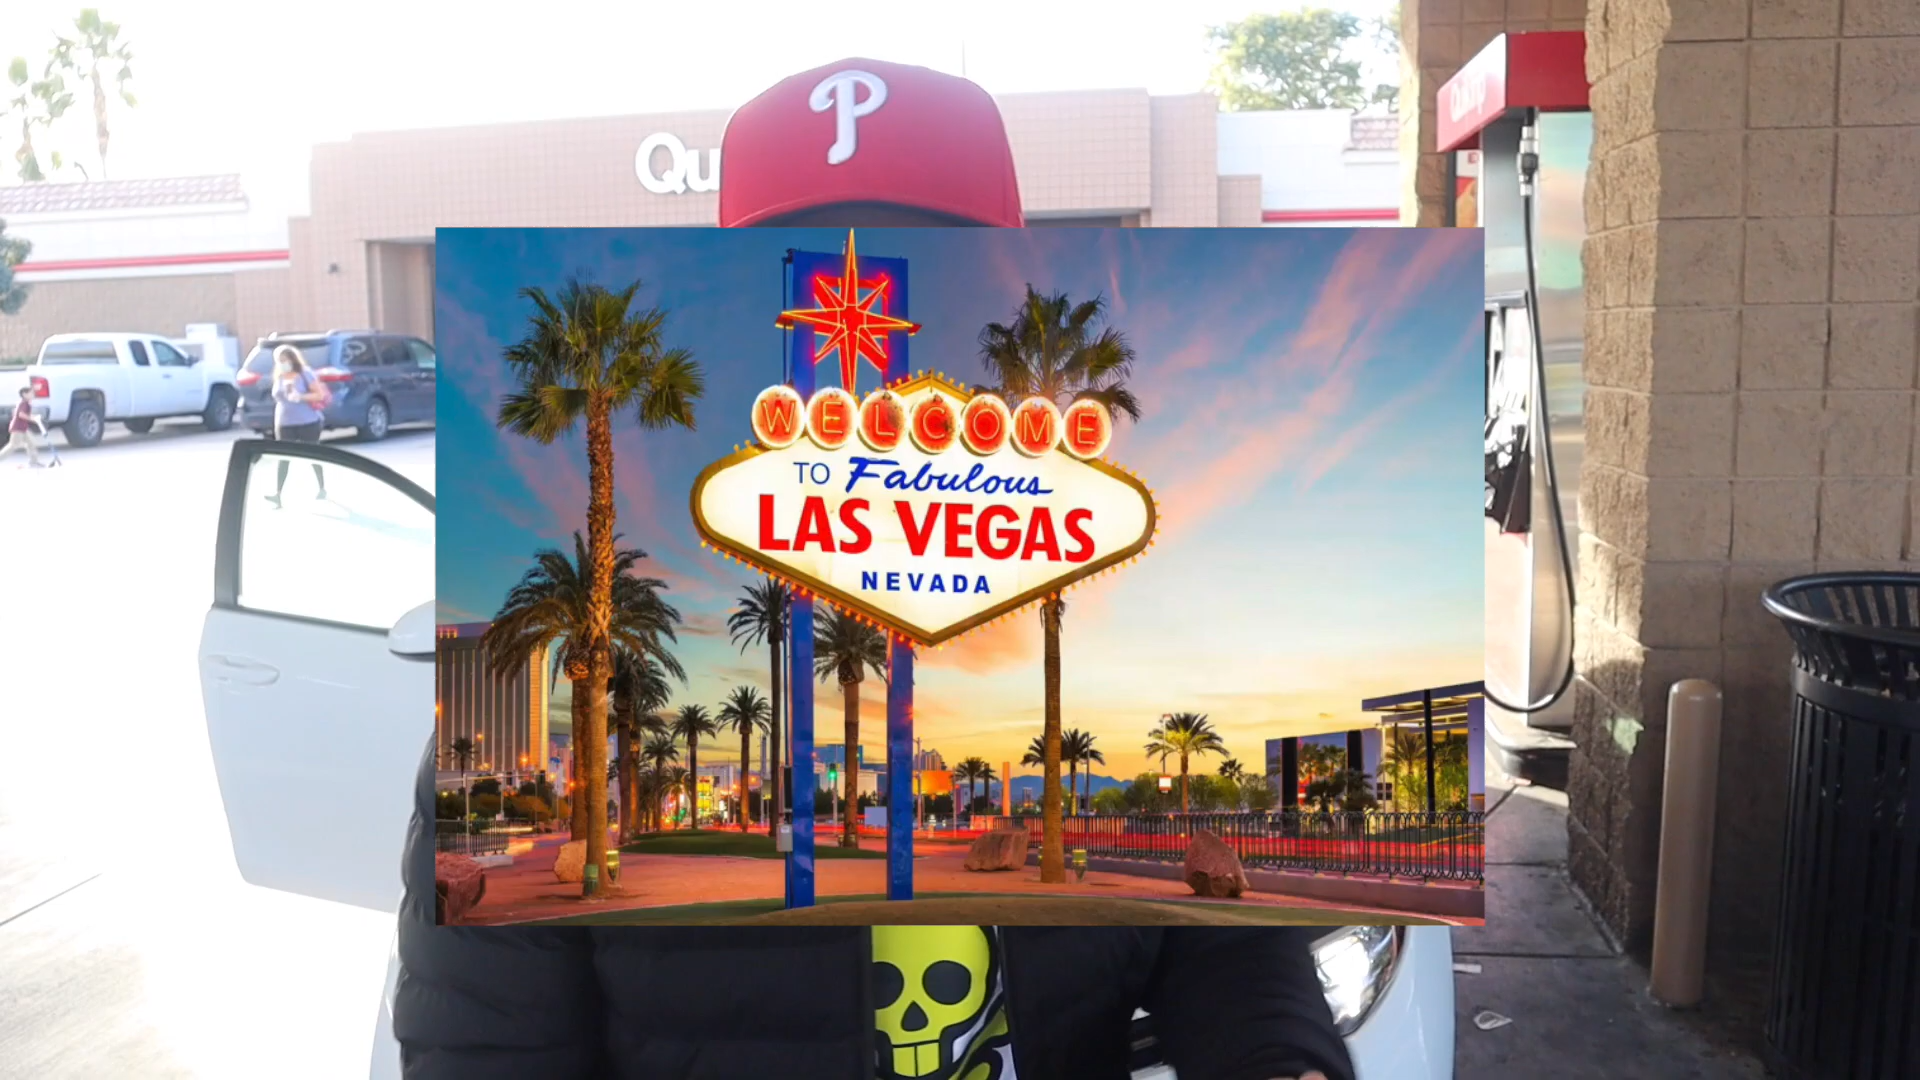 P
Qu
WELCOME
TO Fabulous
LAS VEGAS
NEVADA